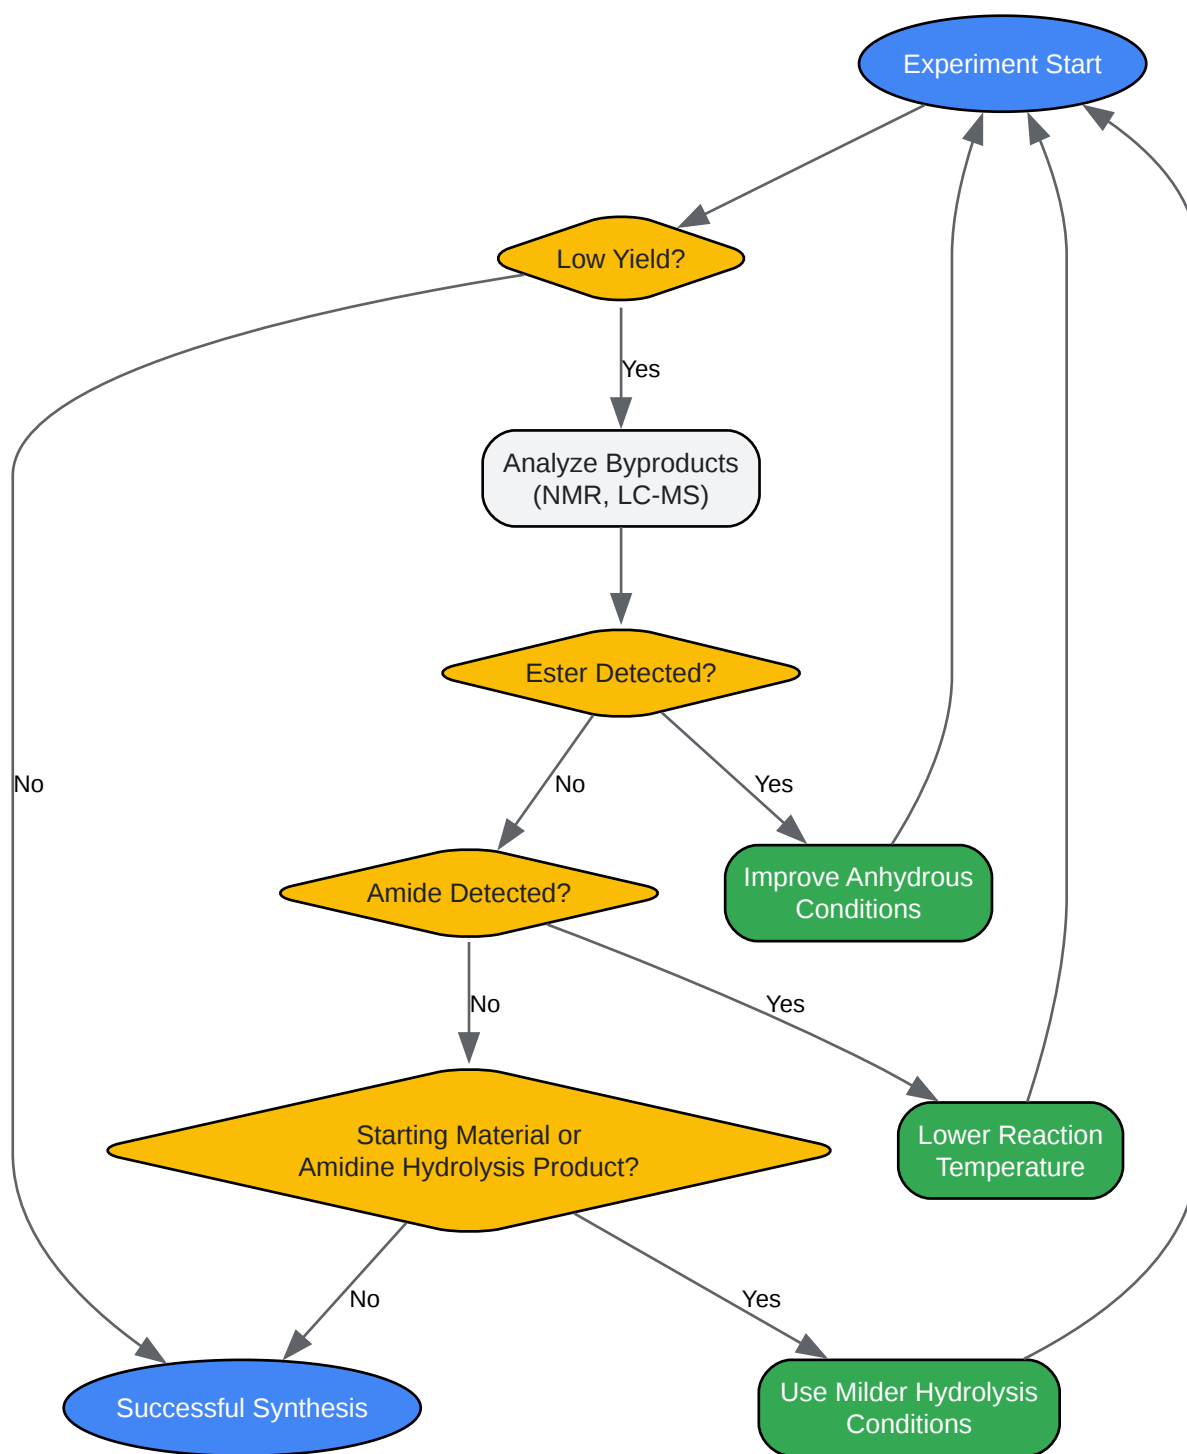 Experiment Start
Low Yield?
Yes
Analyze Byproducts
(NMR, LC-MS)
Ester Detected?
No
No
Yes
Improve Anhydrous
Conditions
Amide Detected?
No
Yes
Lower Reaction
Temperature
Starting Material or
Amidine Hydrolysis Product?
No
Yes
Successful Synthesis
Use Milder Hydrolysis
Conditions